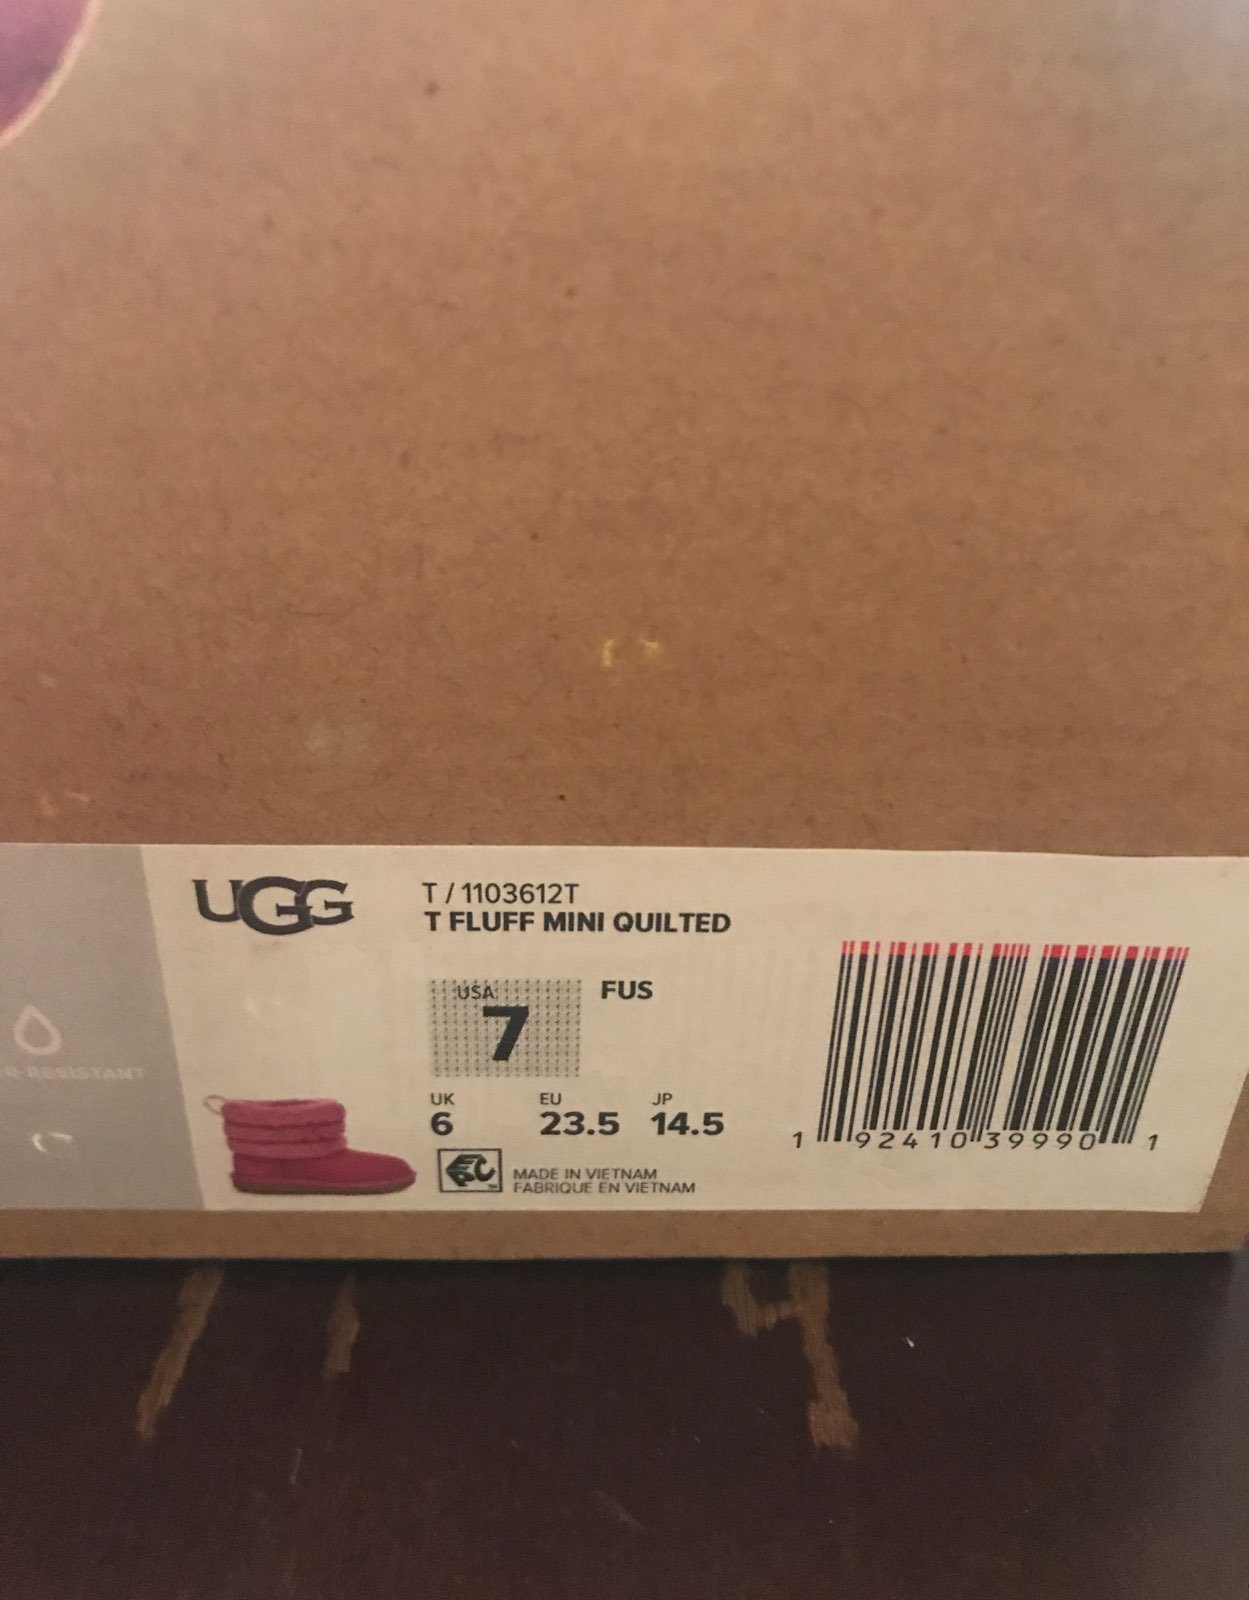 UGG
T / 1103612T
T FLUFF MINI QUILTED
USA
7
FUS
UK
6
EU
23.5
JP
14.5
MADE IN VIETNAM
FABRIQUE EN VIETNAM
R-RESISTANT
1 92410 39990 1